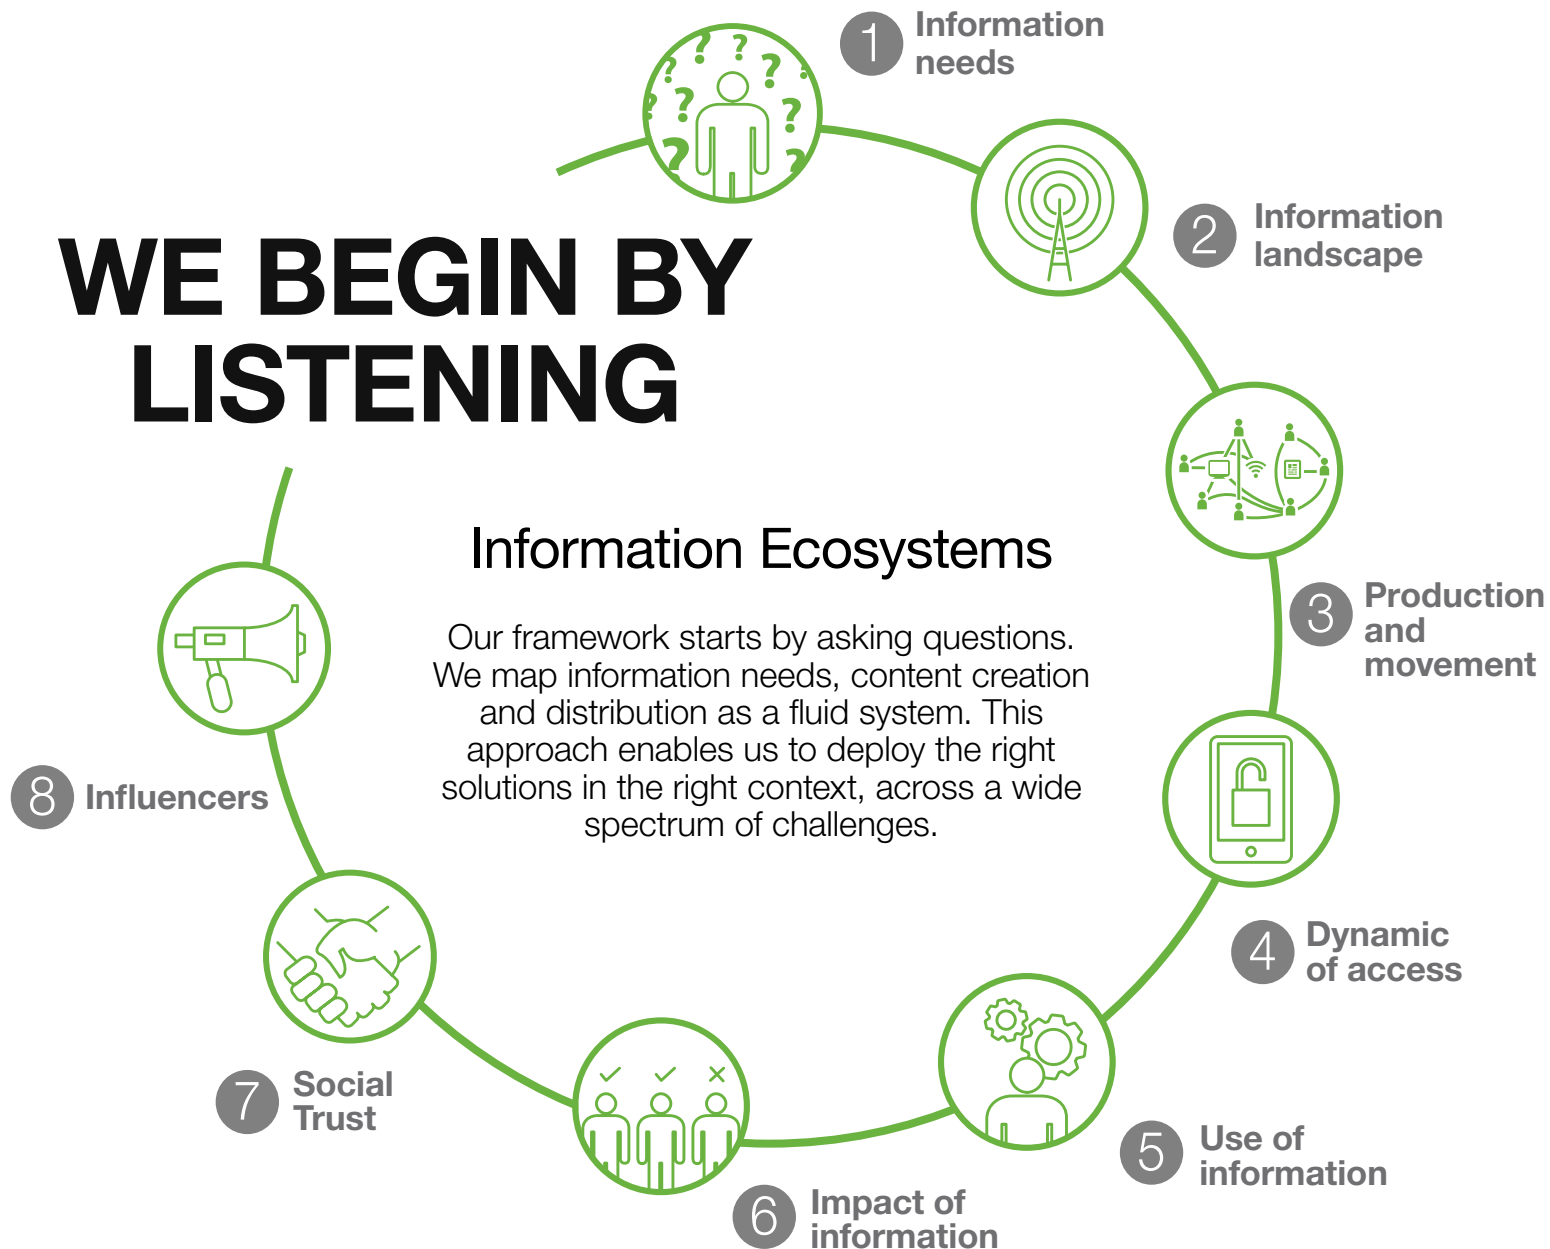 WE BEGIN BY
LISTENING
1
Information
needs
2
Information
landscape
3
Production
and
movement
4
Dynamic
of access
5
Use of
information
6
Impact of
information
7
Social
Trust
8
Influencers
Information Ecosystems
Our framework starts by asking questions.
We map information needs, content creation
and distribution as a fluid system. This
approach enables us to deploy the right
solutions in the right context, across a wide
spectrum of challenges.